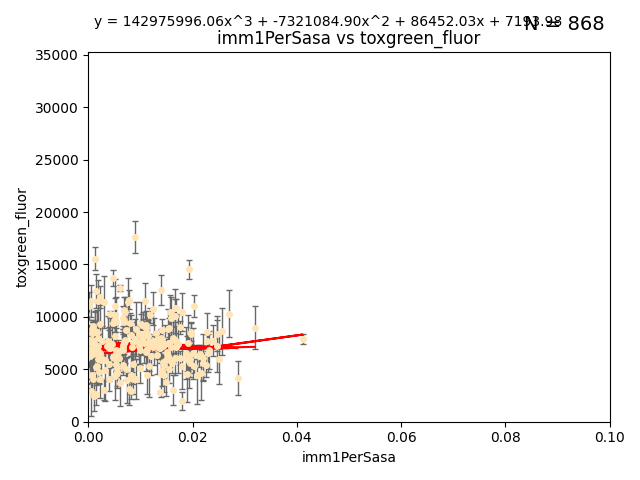 y = 142975996.06x^3 + -7321084.90x^2 + 86452.03x + 7193.98
N = 868
imm1PerSasa vs toxgreen_fluor
35000
30000
25000
20000
15000
10000
5000
0
toxgreen_fluor
0.00 0.02 0.04 0.06 0.08 0.10
imm1PerSasa